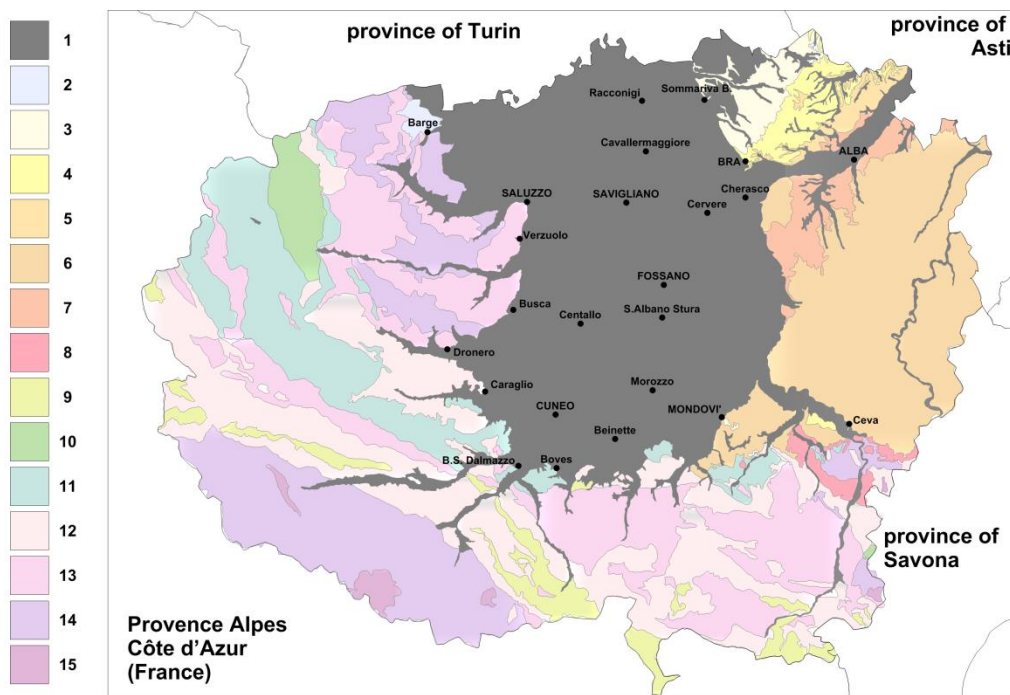 1
2
3
4
5
6
7
8
9
10
11
12
13
14
15
province of Turin
province of
Asti
Racconigi
Sommariva B.
Barge
Cavallermaggiore
BRA
ALBA
SALUZZO
SAVIGLIANO
Cherasco
Cervere
Verzuolo
FOSSANO
Busca
Centallo
S.Albano Stura
Dronero
Caraglio
Morozzo
CUNEO
MONDOVI'
Ceva
Beinette
B.S. Dalmazzo
Boves
province of
Savona
Provence Alpes
Côte d'Azur
(France)